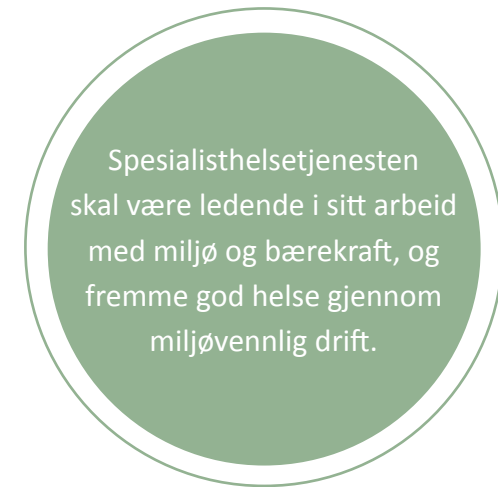 Spesialisthelsetjenesten
skal være ledende i sitt arbeid
med miljø og bærekraft, og
fremme god helse gjennom
miljøvennlig drift.